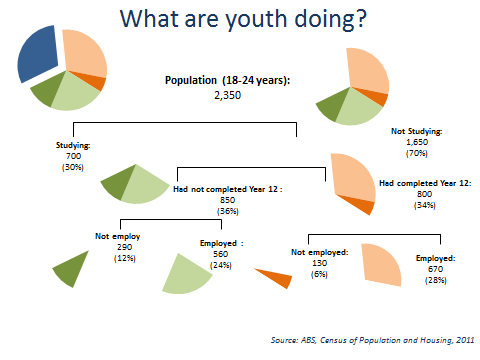 What are youth doing?
Population (18-24 years):
2,350
Studying:
700
(30%)
Not Studying:
1,650
(70%)
Had not completed Year 12 :
850
(36%)
Had completed Year 12:
800
(34%)
Not employ
290
(12%)
Employed :
560
(24%)
Not employed:
130
(6%)
Employed:
670
(28%)
Source: ABS, Census of Population and Housing, 2011